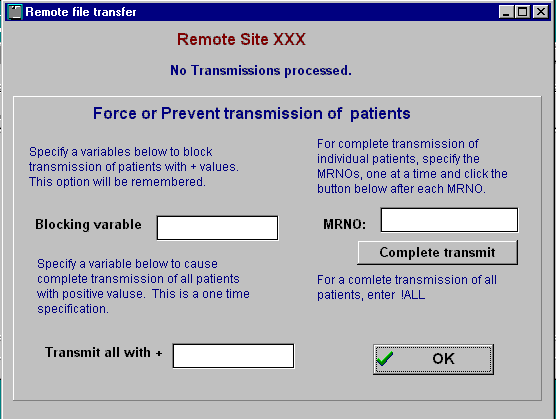 Remote file transfer
Remote Site XXX
No Transmissions processed.
Force or Prevent transmission of patients
Specify a variables below to block
transmission of patients with + values.
This option will be remembered.
Blocking varable
Specify a variable below to cause
complete transmission of all patients
with positive valuse. This is a one time
specification.
Transmit all with +
For complete transmission of
individual patients, specify the
MRNOs, one at a time and click the
button below after each MRNO.
MRNO:
Complete transmit
For a comlete transmission of all
patients, enter !ALL
OK